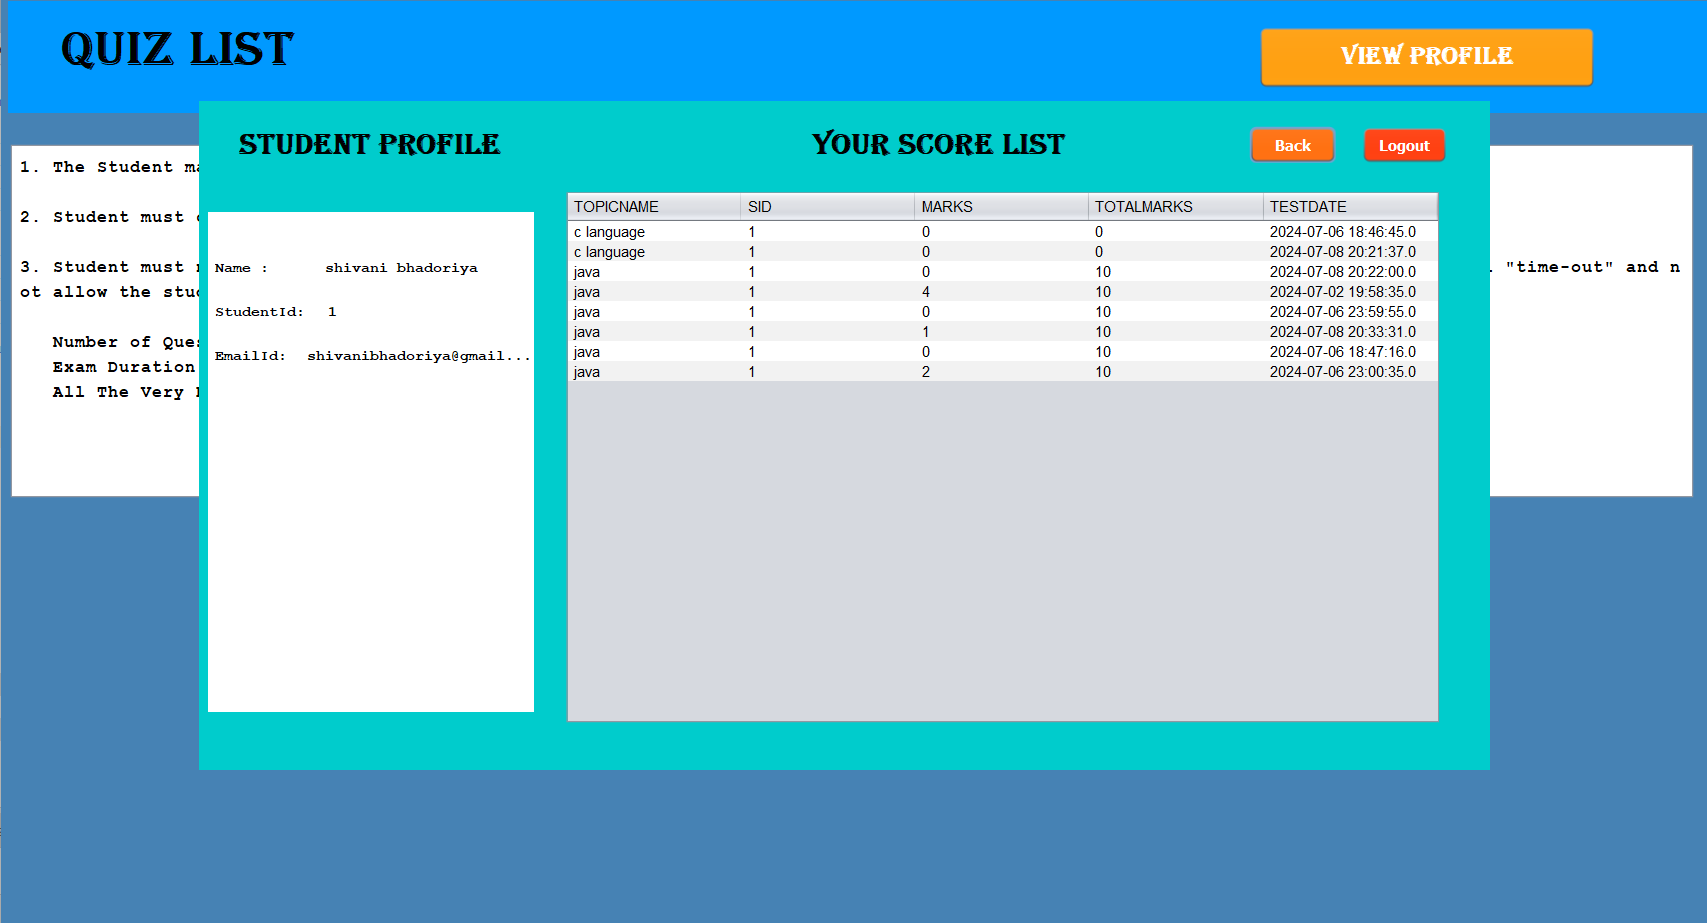 QUIZ LIST
VIEW PROFILE
STUDENT PROFILE
YOUR SCORE LIST
Back
Logout
1. The Student
2. Student must
3. Student must
"time-out" and n
ot allow the
Number of
Exam Duration
All The Very
Name : shivani bhadoriya
StudentId: 1
EmailId: shivanibhadoriya@gmail...
TOPICNAME SID MARKS TOTALMARKS TESTDATE
c language 1 0 0 2024-07-06 18:46:45.0
c language 1 0 0 2024-07-08 20:21:37.0
java 1 0 10 2024-07-08 20:22:00.0
java 1 4 10 2024-07-02 19:58:35.0
java 1 0 10 2024-07-06 23:59:55.0
java 1 1 10 2024-07-08 20:33:31.0
java 1 0 10 2024-07-06 18:47:16.0
java 1 2 10 2024-07-06 23:00:35.0